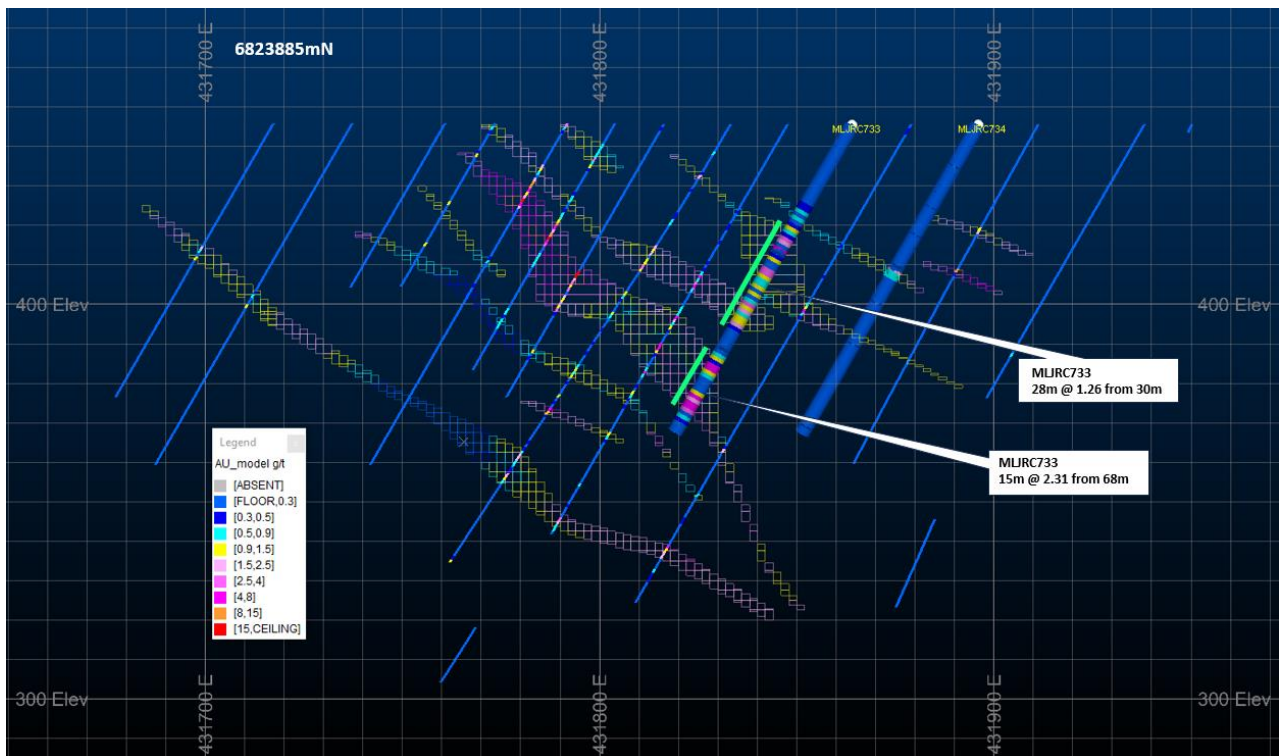 431700 E
431800 E
431900 E
6823885mN
MLJRC733
MLJRC734
400 Elev
400 Elev
MLJRC733
28m @ 1.26 from 30m
MLJRC733
15m @ 2.31 from 68m
Legend
AU_model g/t
[ABSENT]
[FLOOR,0.3]
[0.3,0.5]
[0.5,0.9]
[0.9,1.5]
[1.5,2.5]
[2.5,4]
[4,8]
[8,15]
[15,CEILING]
300 Elev
300 Elev
431700 E
431800 E
431900 E